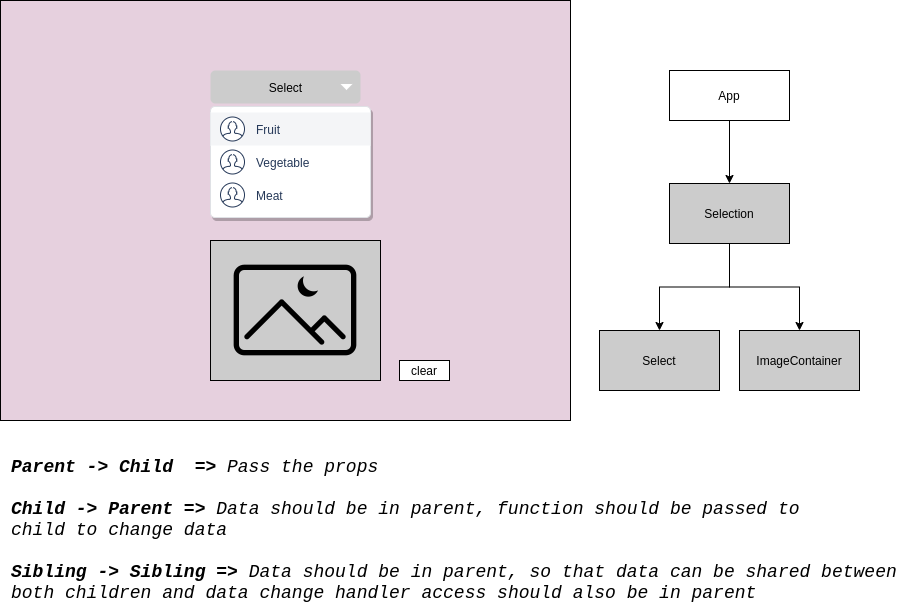 Select
Fruit
Vegetable
Meat
clear
App
Selection
Select
ImageContainer
Parent -> Child  => Pass the props
Child -> Parent => Data should be in parent, function should be passed to
child to change data
Sibling -> Sibling => Data should be in parent, so that data can be shared between
both children and data change handler access should also be in parent